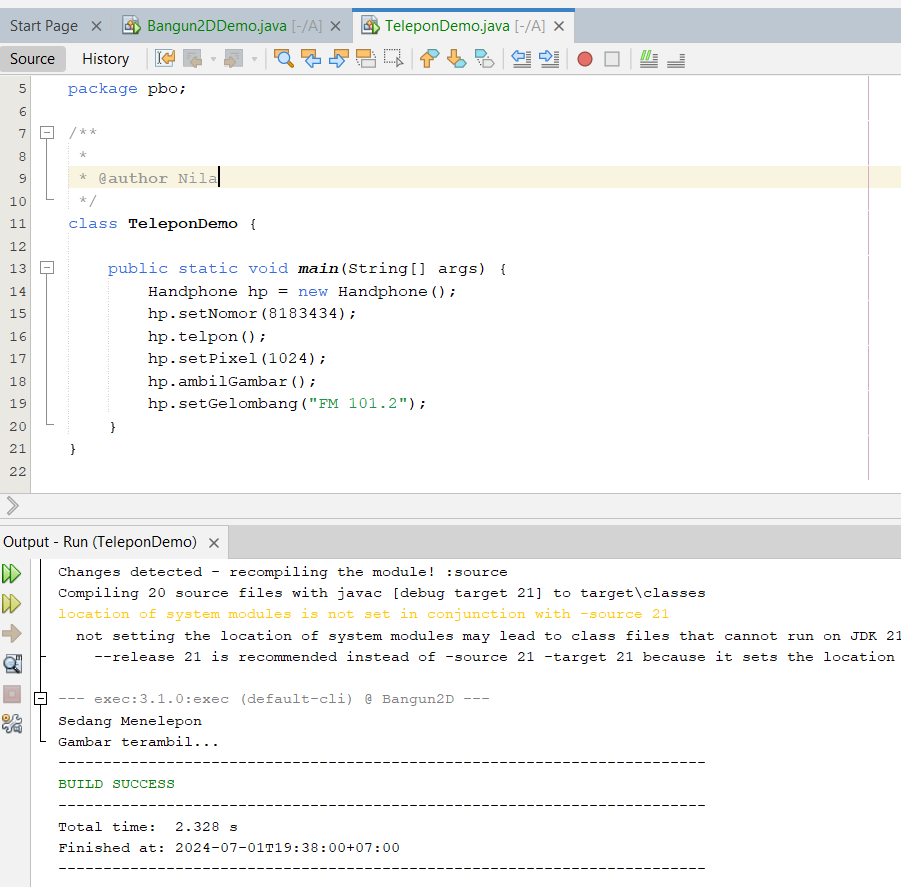 Start Page
Bangun2DDemo.java [-/A]
TeleponDemo.java [-/A]
Source History
5 package pbo;
6
7 /**
8 *
9 * @author Nila
10 */
11 class TeleponDemo {
12
13 public static void main(String[] args) {
14 Handphone hp = new Handphone();
15 hp.setNomor(8183434);
16 hp.telpon();
17 hp.setPixel(1024);
18 hp.ambilGambar();
19 hp.setGelombang("FM 101.2");
20 }
21 }
22
Output - Run (TeleponDemo)
Changes detected - recompiling the module! :source
Compiling 20 source files with javac [debug target 21] to target\classes
location of system modules is not set in conjunction with -source 21
not setting the location of system modules may lead to class files that cannot run on JDK 21
--release 21 is recommended instead of -source 21 -target 21 because it sets the location
--- exec:3.1.0:exec (default-cli) @ Bangun2D ---
Sedang Menelepon
Gambar terambil...
------------------------------------------------------------------------
BUILD SUCCESS
------------------------------------------------------------------------
Total time:  2.328 s
Finished at: 2024-07-01T19:38:00+07:00
------------------------------------------------------------------------